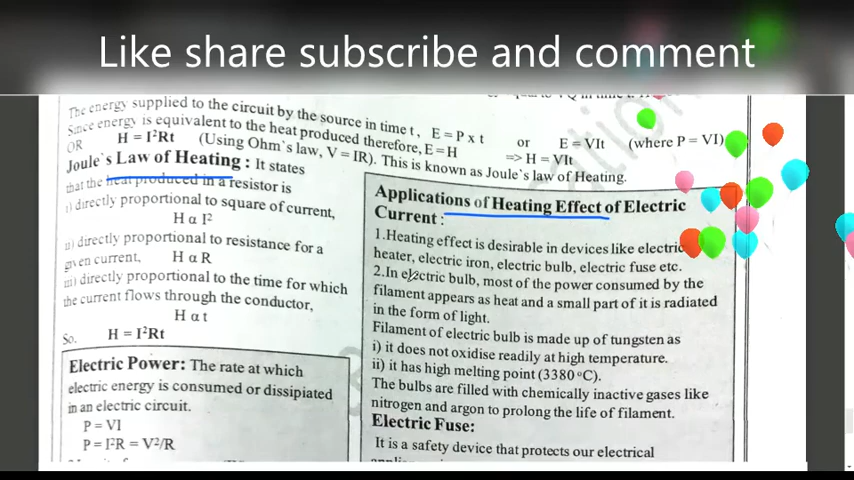 Like share subscribe and comment
The energy supplied to the circuit by the source in time t, E = P x t
or E = VIt (where P = VI)
Since energy is equivalent to the heat produced therefore, E = H
=> H = VIt
OR H = I²Rt (Using Ohm`s law, V = IR). This is known as Joule`s law of Heating.
Joule`s Law of Heating : It states
that the heat produced in a resistor is
i) directly proportional to square of current,
H α I²
ii) directly proportional to resistance for a
given current, H α R
iii) directly proportional to the time for which
the current flows through the conductor,
H α t
So. H = I²Rt
Electric Power: The rate at which
electric energy is consumed or dissipiated
in an electric circuit.
P = VI
P = I²R = V²/R
Applications of Heating Effect of Electric
Current :
1.Heating effect is desirable in devices like electric
heater, electric iron, electric bulb, electric fuse etc.
2.In electric bulb, most of the power consumed by the
filament appears as heat and a small part of it is radiated
in the form of light.
Filament of electric bulb is made up of tungsten as
i) it does not oxidise readily at high temperature.
ii) it has high melting point (3380 °C).
The bulbs are filled with chemically inactive gases like
nitrogen and argon to prolong the life of filament.
Electric Fuse:
It is a safety device that protects our electrical